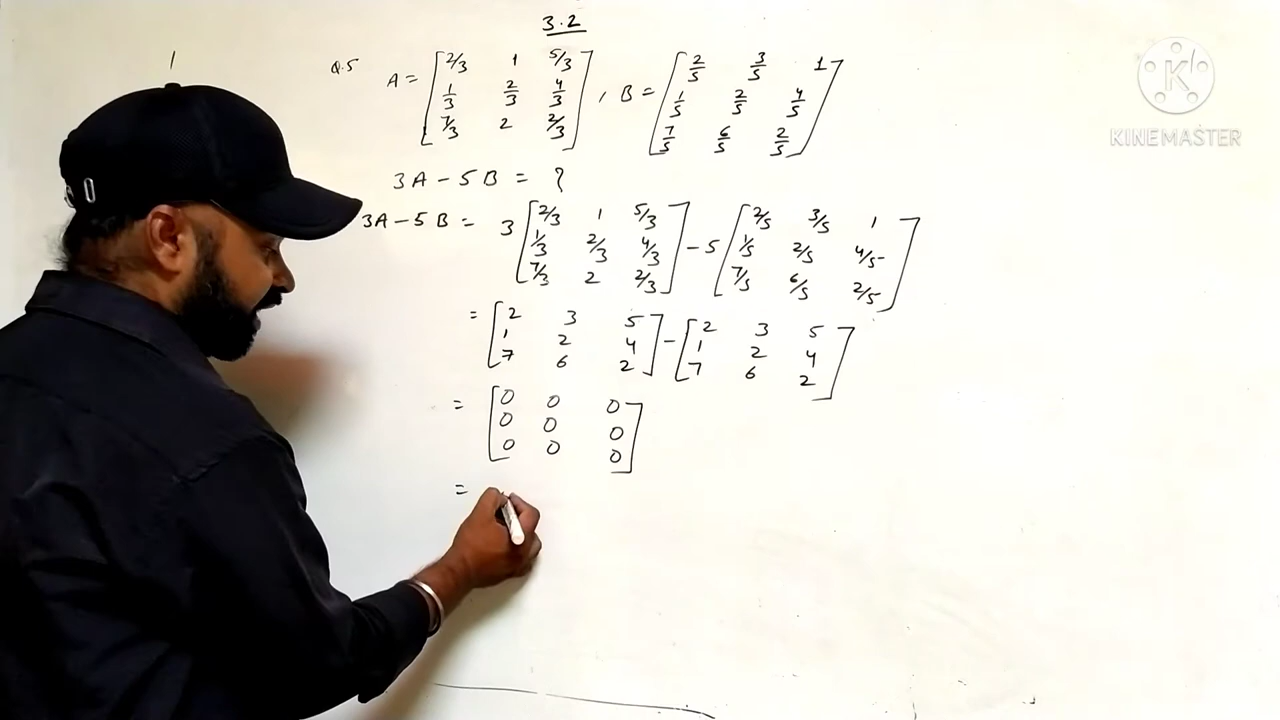 3.2
Q.5 A = [2/3 1 5/3
1/3 2/3 4/3
7/3 2 2/3] , B = [2/5 3/5 1
1/5 2/5 4/5
7/5 6/5 2/5]
3A - 5B = ?
3A - 5B = 3 [2/3 1 5/3
1/3 2/3 4/3
7/3 2 2/3] - 5 [2/5 3/5 1
1/5 2/5 4/5
7/5 6/5 2/5]
= [2 3 5
1 2 4
7 6 2] - [2 3 5
1 2 4
7 6 2]
= [0 0 0
0 0 0
0 0 0]
=
K
KINEMASTER